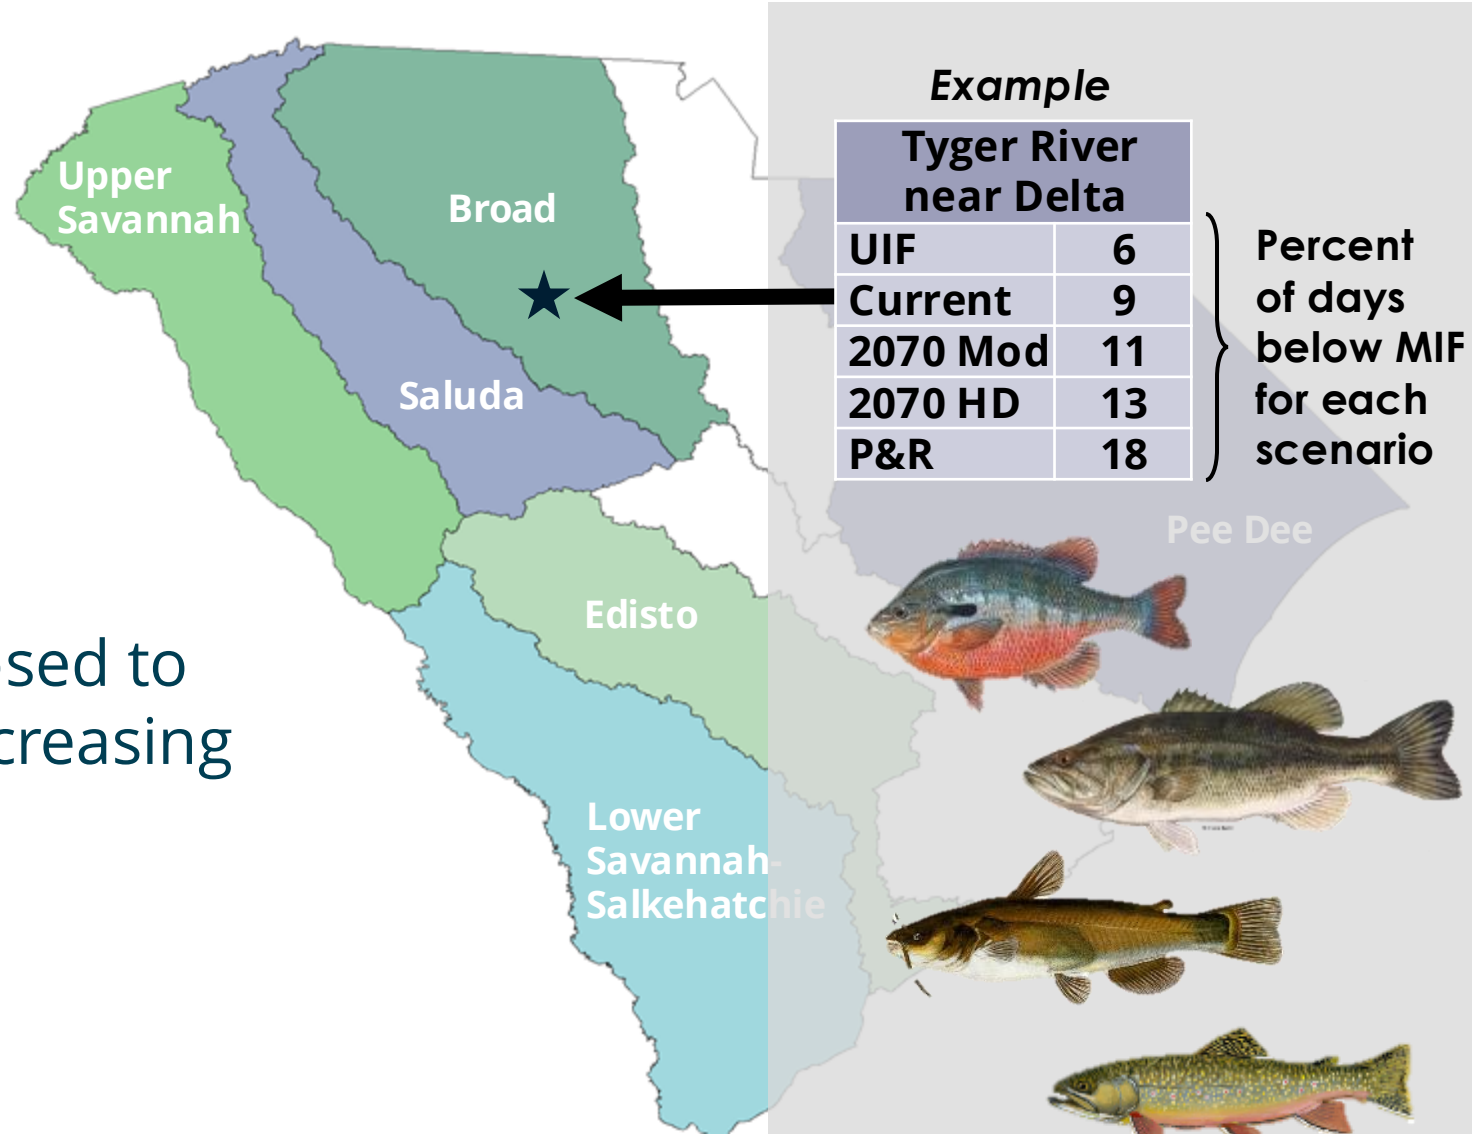 Example
Tyger River
near Delta
UIF 6
Current 9
2070 Mod 11
2070 HD 13
P&R 18
Percent
of days
below MIF
for each
scenario
Upper
Savannah
Broad
Saluda
Pee Dee
Edisto
sed to
creasing
Lower
Savannah-
Salkehatchie